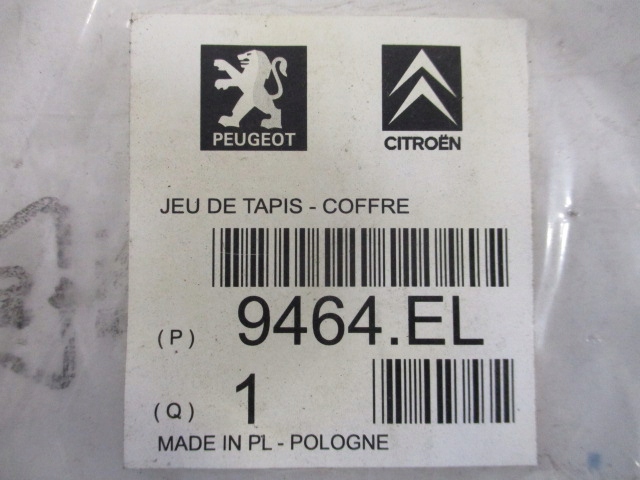 PEUGEOT
CITROËN
JEU DE TAPIS - COFFRE
(P) 9464.EL
(Q) 1
MADE IN PL - POLOGNE